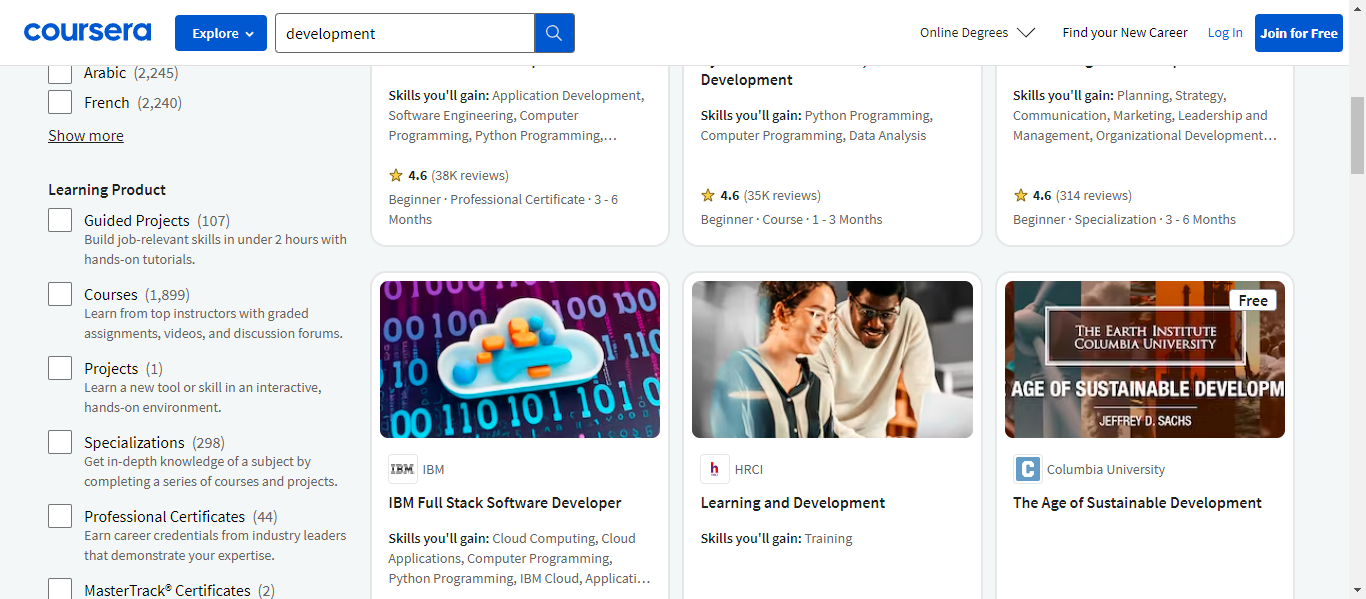 coursera
Explore
development
Online Degrees
Find your New Career
Log In
Join for Free
Arabic (2,245)
French (2,240)
Show more
Learning Product
Guided Projects (107)
Build job-relevant skills in under 2 hours with
hands-on tutorials.
Courses (1,899)
Learn from top instructors with graded
assignments, videos, and discussion forums.
Projects (1)
Learn a new tool or skill in an interactive,
hands-on environment.
Specializations (298)
Get in-depth knowledge of a subject by
completing a series of courses and projects.
Professional Certificates (44)
Earn career credentials from industry leaders
that demonstrate your expertise.
MasterTrack® Certificates (2)
Skills you'll gain: Application Development,
Software Engineering, Computer
Programming, Python Programming,…
4.6 (38K reviews)
Beginner · Professional Certificate · 3 - 6
Months
Development
Skills you'll gain: Python Programming,
Computer Programming, Data Analysis
4.6 (35K reviews)
Beginner · Course · 1 - 3 Months
Skills you'll gain: Planning, Strategy,
Communication, Marketing, Leadership and
Management, Organizational Development…
4.6 (314 reviews)
Beginner · Specialization · 3 - 6 Months
IBM
IBM
IBM Full Stack Software Developer
Skills you'll gain: Cloud Computing, Cloud
Applications, Computer Programming,
Python Programming, IBM Cloud, Applicati…
h
HRCI
Learning and Development
Skills you'll gain: Training
Free
THE EARTH INSTITUTE
COLUMBIA UNIVERSITY
AGE OF SUSTAINABLE DEVELOPM
JEFFREY D. SACHS
C
Columbia University
The Age of Sustainable Development